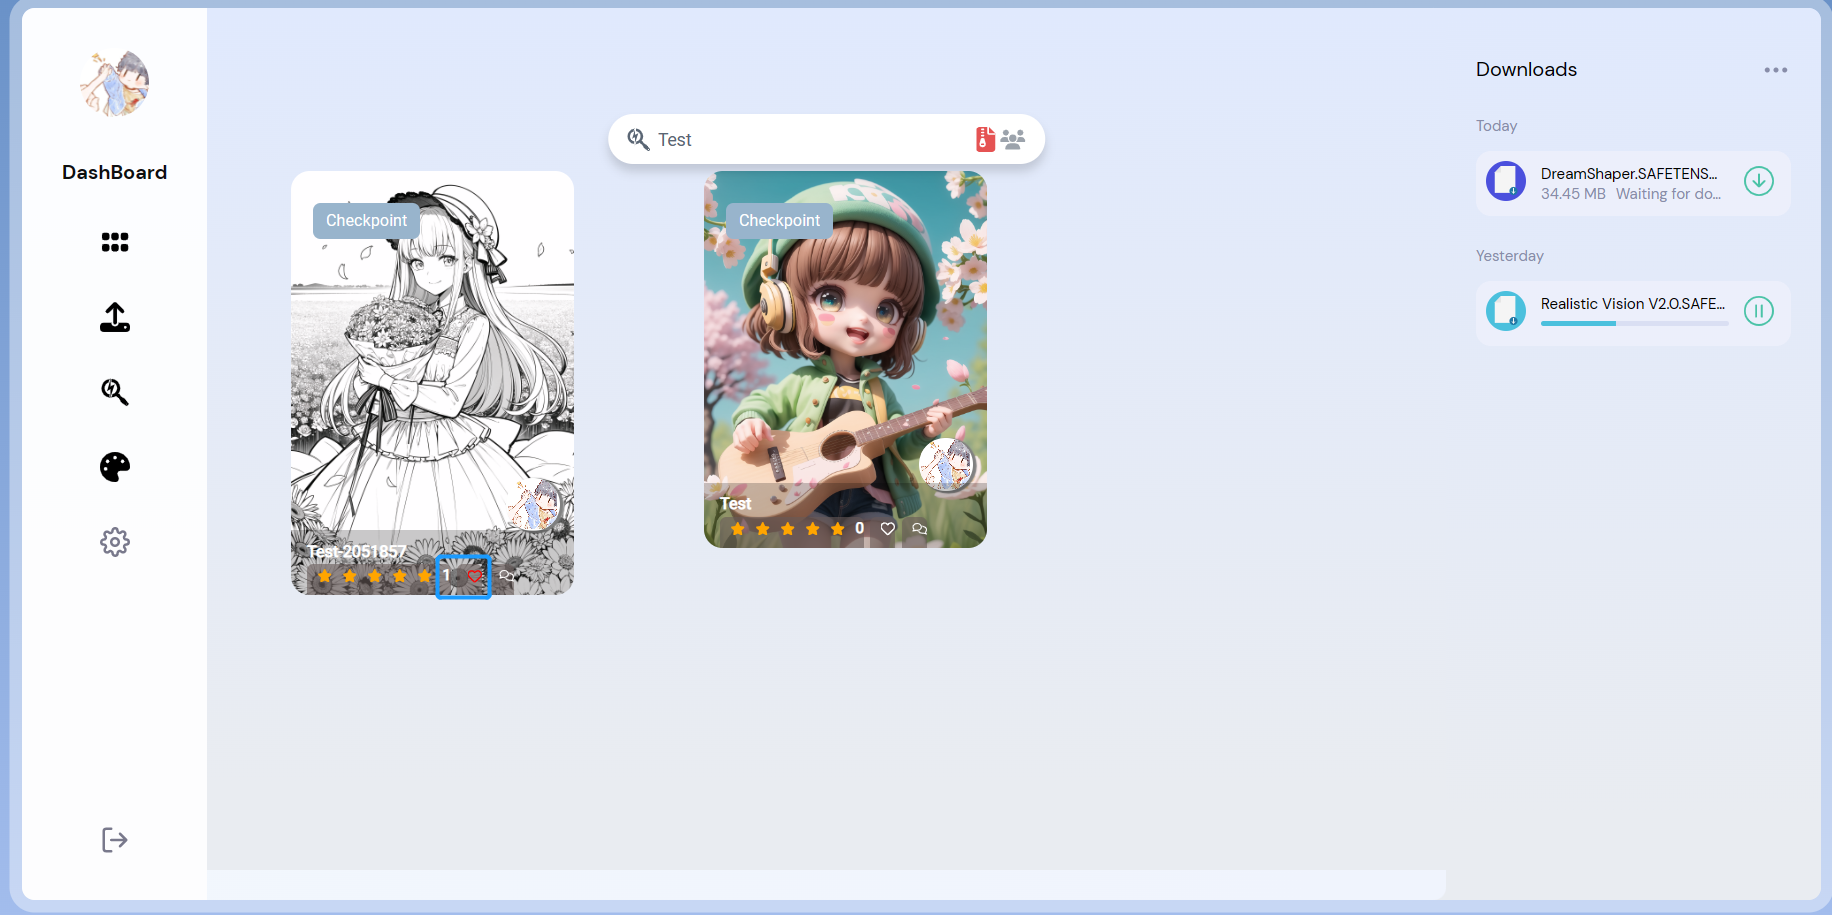 DashBoard
Test
Checkpoint
Test-2051857
1
Checkpoint
Test
0
Downloads
Today
DreamShaper.SAFETENS...
34.45 MB Waiting for do...
Yesterday
Realistic Vision V2.0.SAFE...